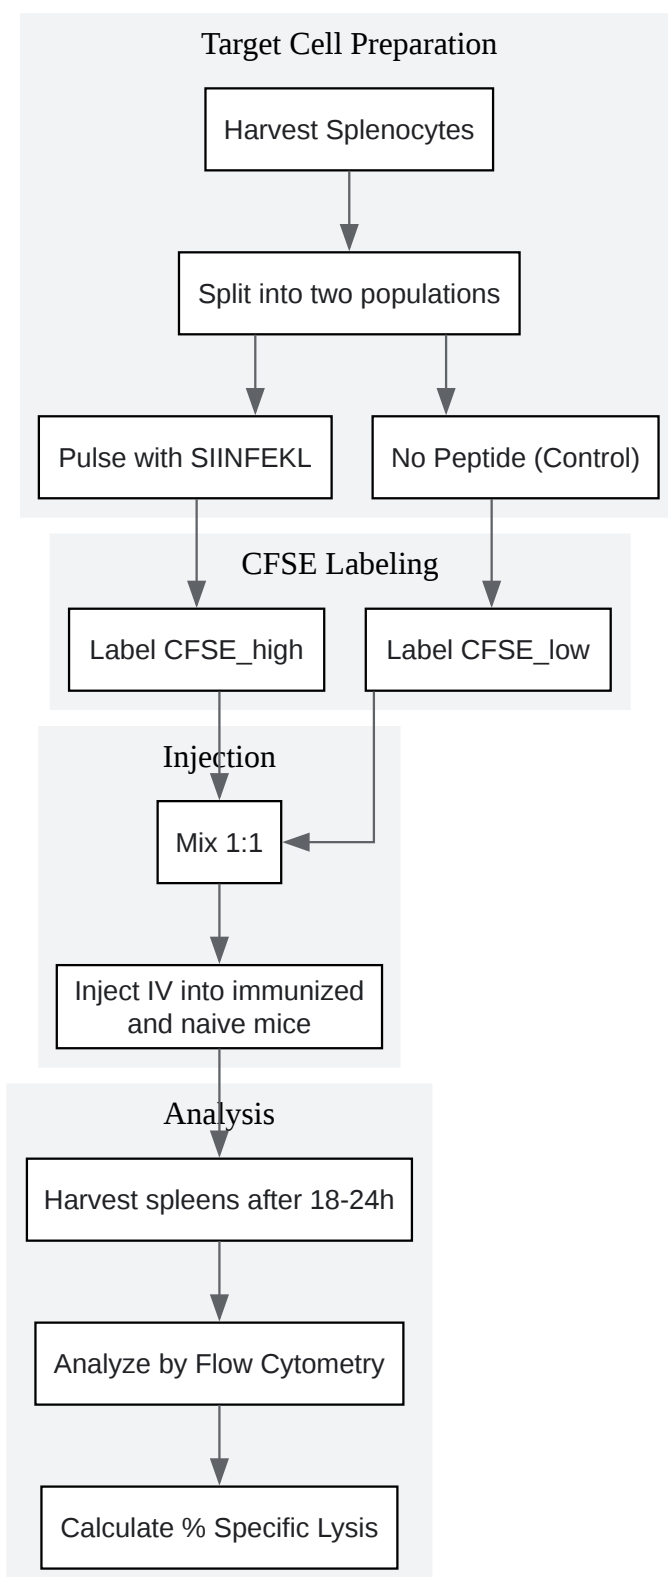 Target Cell Preparation
Harvest Splenocytes
Split into two populations
Pulse with SIINFEKL
No Peptide (Control)
CFSE Labeling
Label CFSE_high
Label CFSE_low
Injection
Mix 1:1
Inject IV into immunized
and naive mice
Analysis
Harvest spleens after 18-24h
Analyze by Flow Cytometry
Calculate % Specific Lysis